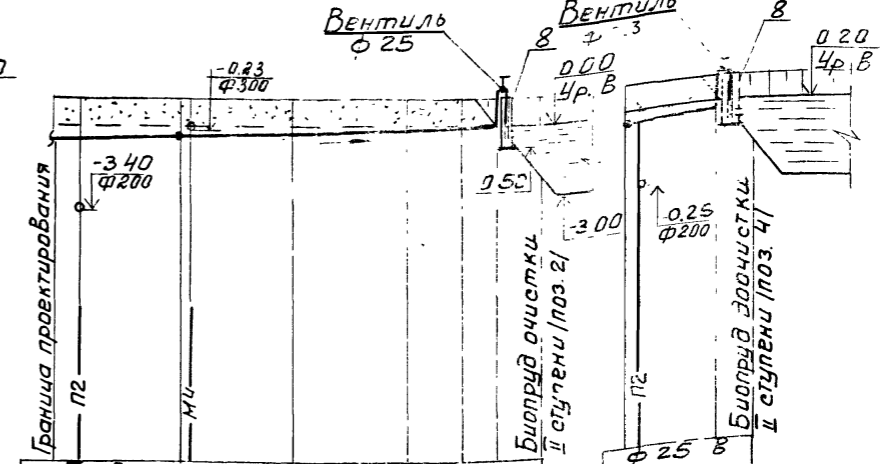 Вентиль
ф 25
8
-0.23
ф300
0.00
Ур. В
-3.40
ф200
0.50
-3.00
Граница проектирования
П2
М4
Биопруд очистки
II ступени /поз. 2/
Вентиль
8
0.20
Ур. В
-0.25
ф200
П2
Биопруд доочистки
II ступени /поз. 4/
ф 25 8